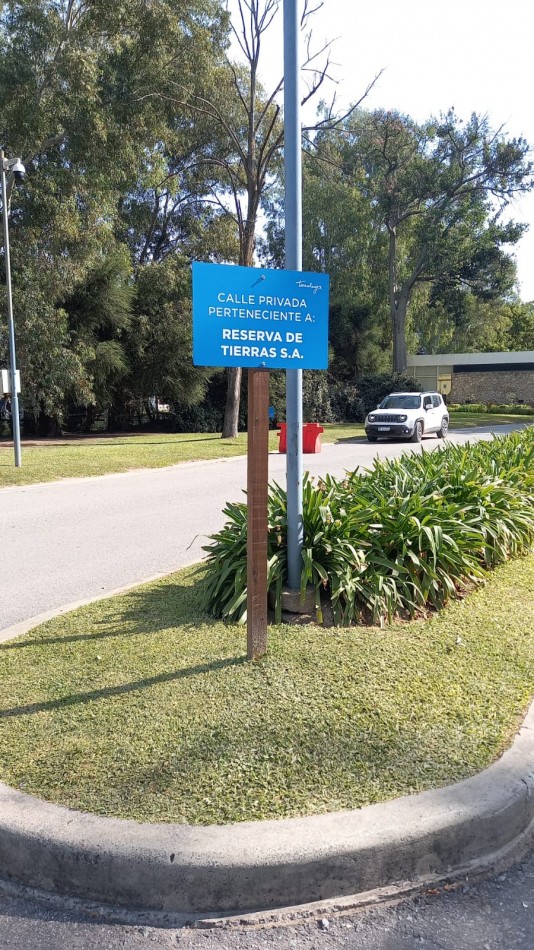 CALLE PRIVADA
PERTENECIENTE A:
RESERVA DE
TIERRAS S.A.